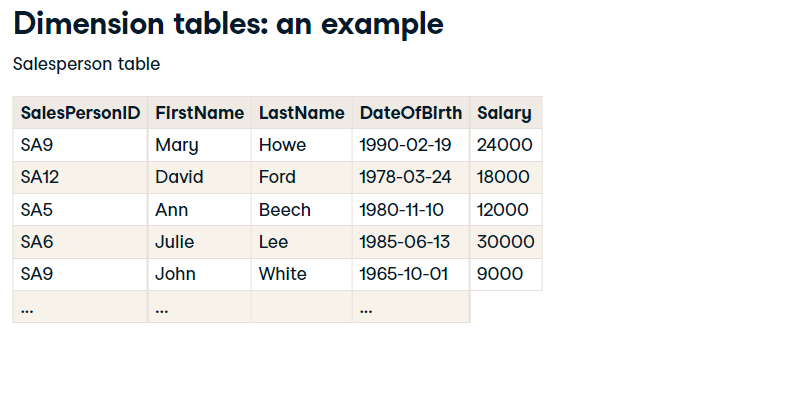 Dimension tables: an example
Salesperson table
SalesPersonID FirstName LastName DateOfBirth Salary
SA9 Mary Howe 1990-02-19 24000
SA12 David Ford 1978-03-24 18000
SA5 Ann Beech 1980-11-10 12000
SA6 Julie Lee 1985-06-13 30000
SA9 John White 1965-10-01 9000
... ... ...